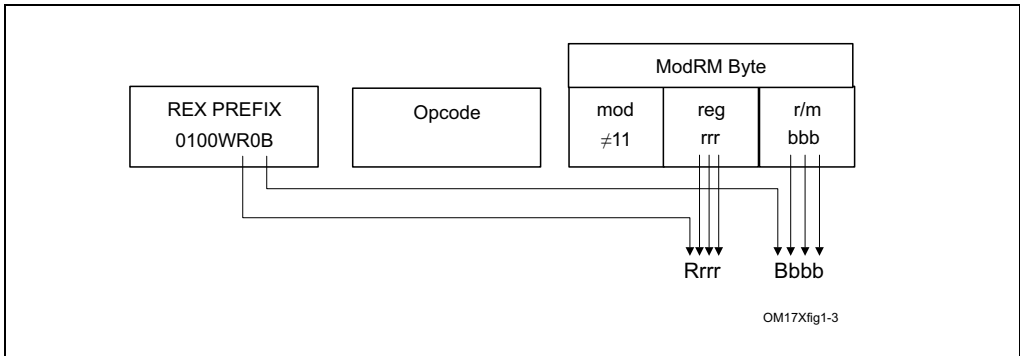 ModRM Byte
REX PREFIX
0100WR0B
Opcode
mod
≠11
reg
rrr
r/m
bbb
Rrrr
Bbbb
OM17Xfig1-3